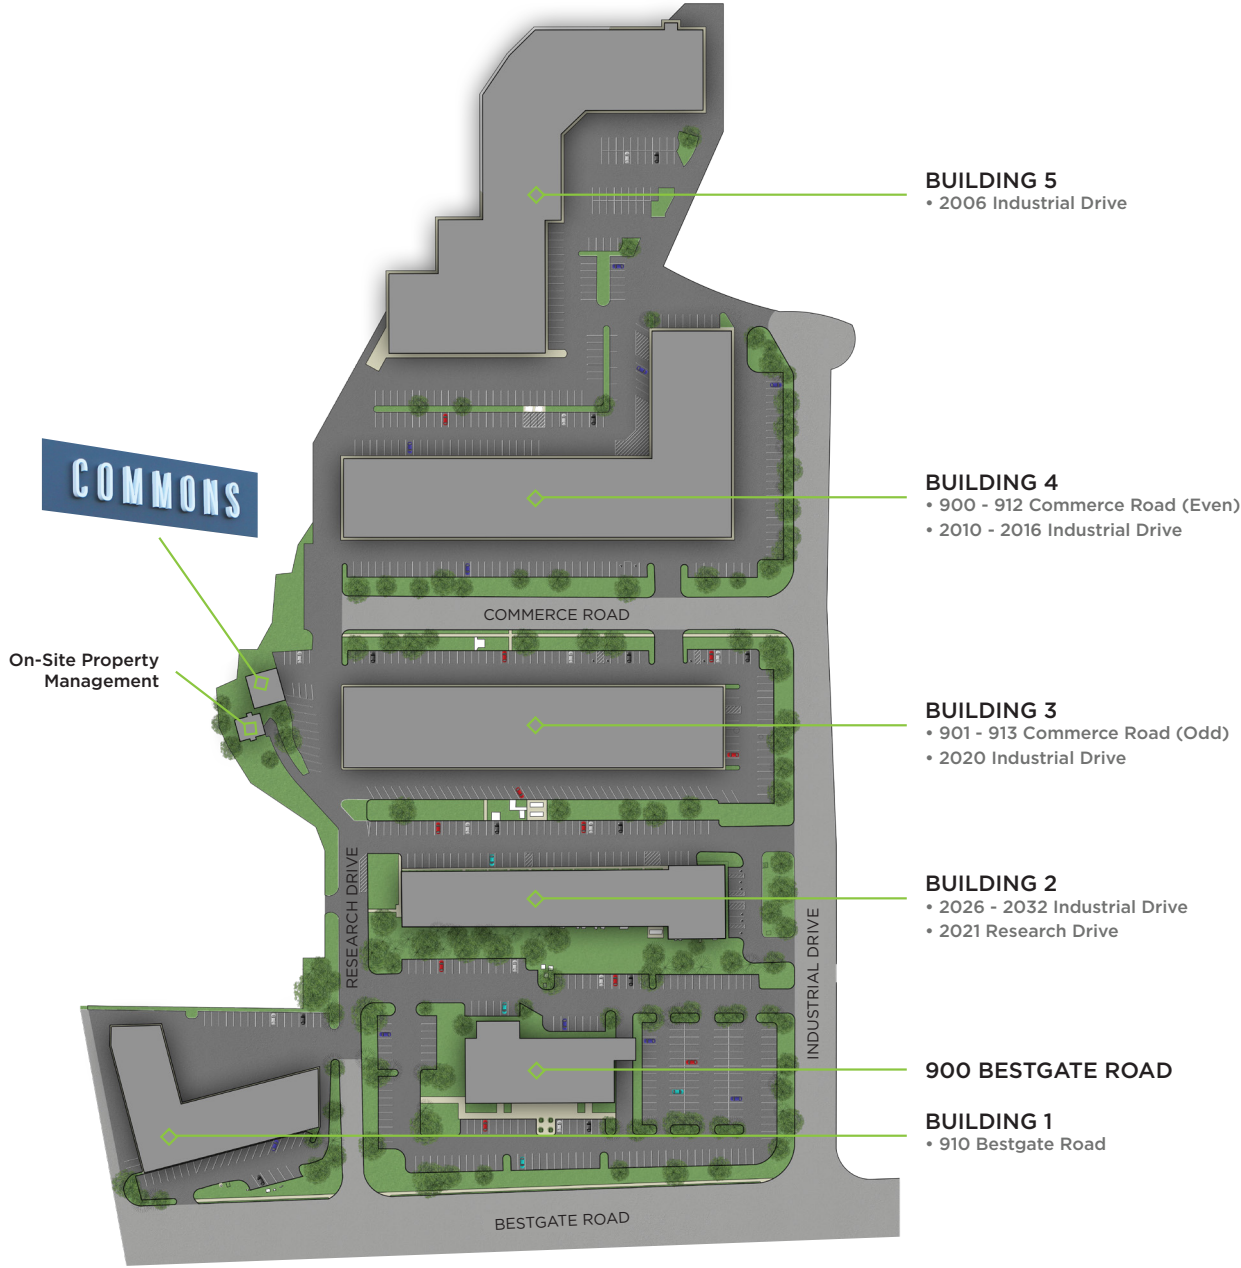 BUILDING 5
• 2006 Industrial Drive
COMMONS
BUILDING 4
• 900 - 912 Commerce Road (Even)
• 2010 - 2016 Industrial Drive
COMMERCE ROAD
On-Site Property
Management
BUILDING 3
• 901 - 913 Commerce Road (Odd)
• 2020 Industrial Drive
RESEARCH DRIVE
BUILDING 2
• 2026 - 2032 Industrial Drive
• 2021 Research Drive
INDUSTRIAL DRIVE
900 BESTGATE ROAD
BUILDING 1
• 910 Bestgate Road
BESTGATE ROAD